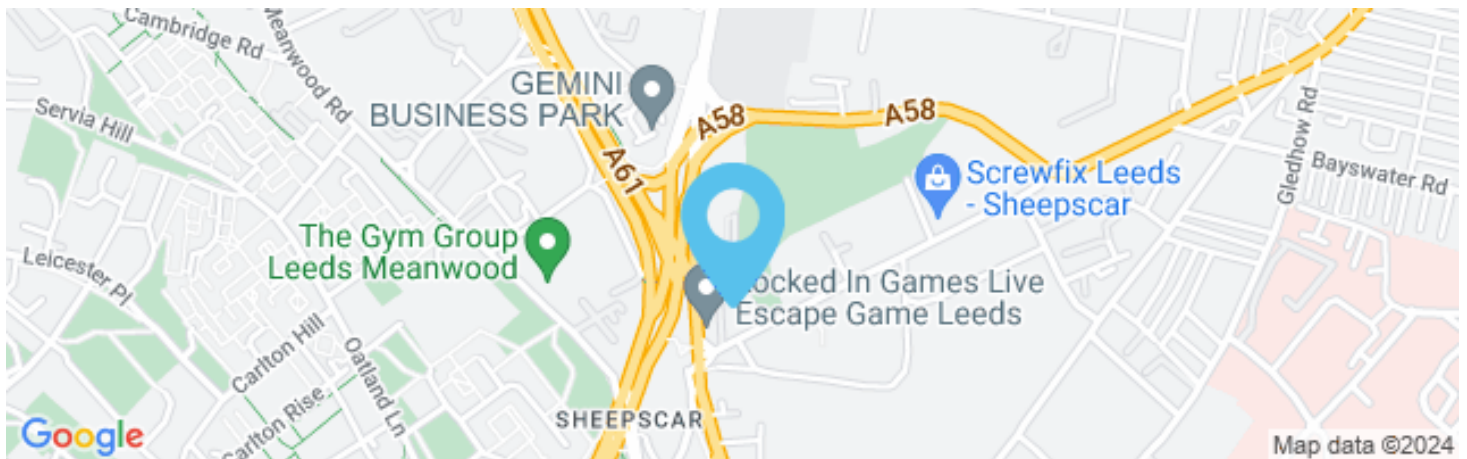 Cambridge Rd
Meanwood Rd
GEMINI
BUSINESS PARK
A58
A58
Servia Hill
A61
Gledhow Rd
Bayswater Rd
Screwfix Leeds
- Sheepscar
The Gym Group
Leeds Meanwood
Leicester Pl
ocked In Games Live
Escape Game Leeds
Carlton Hill
Oatland Ln
Carlton Rise
SHEEPSCAR
Google
Map data ©2024